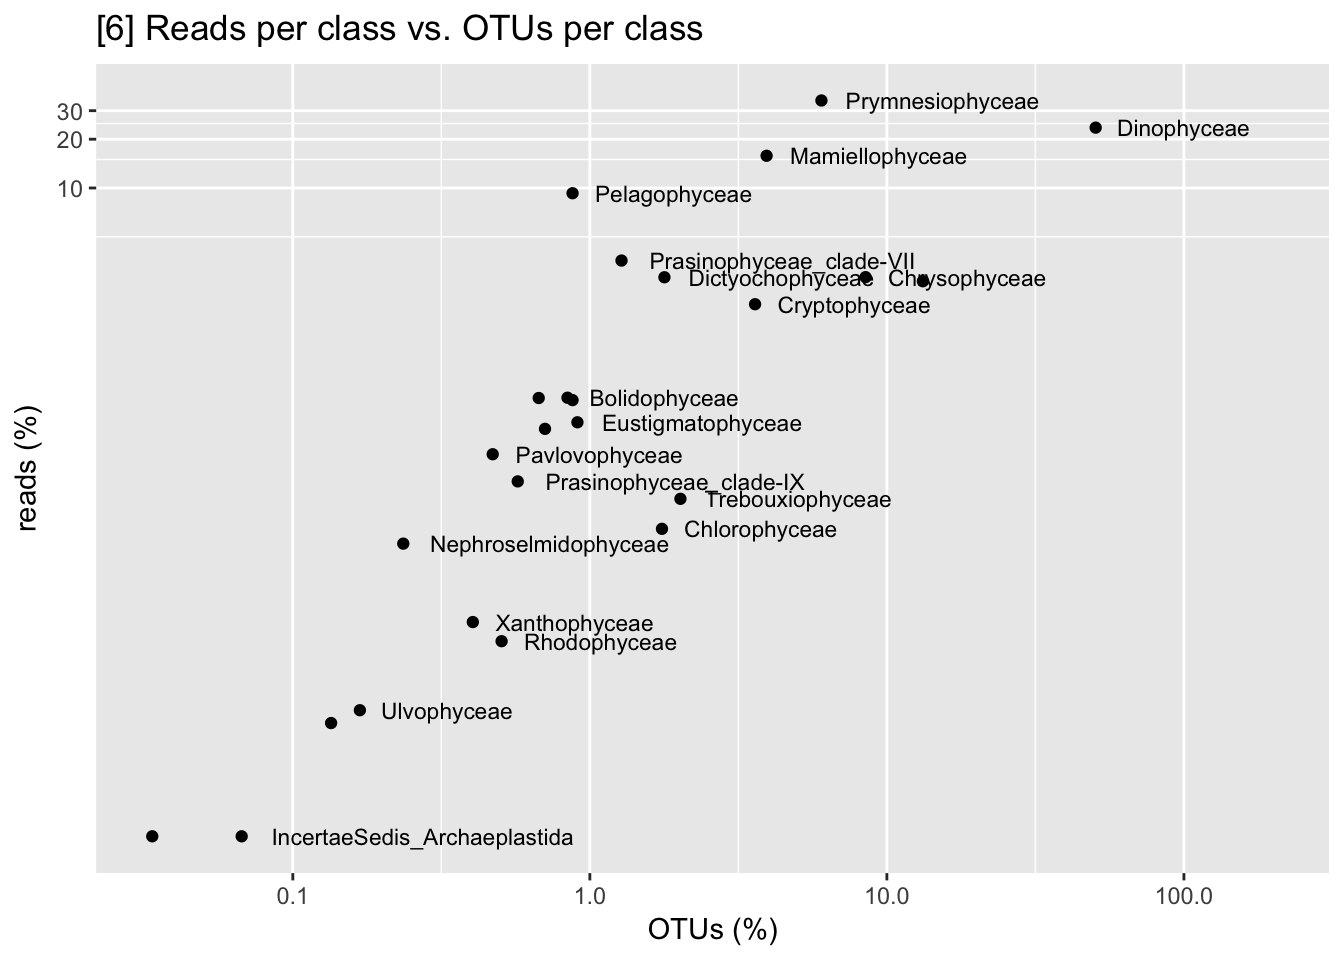 [6] Reads per class vs. OTUs per class
30
20
10
reads (%)
Prymnesiophyceae
Dinophyceae
Mamiellophyceae
Pelagophyceae
Prasinophyceae_clade-VII
Dictyochophyceae
Chrysophyceae
Cryptophyceae
Bolidophyceae
Eustigmatophyceae
Pavlovophyceae
Prasinophyceae_clade-IX
Trebouxiophyceae
Chlorophyceae
Nephroselmidophyceae
Xanthophyceae
Rhodophyceae
Ulvophyceae
IncertaeSedis_Archaeplastida
0.1
1.0
10.0
100.0
OTUs (%)